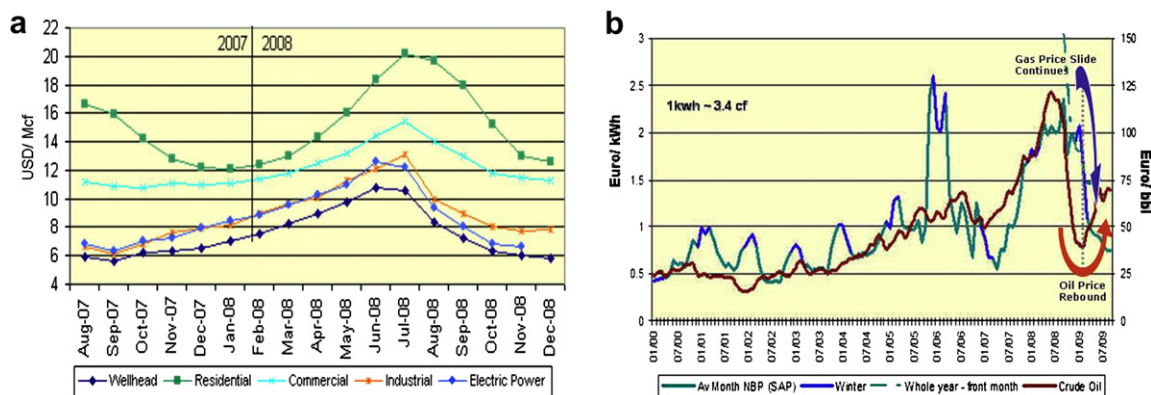 a
2007 2008
USD/ Mcf
22
20
18
16
14
12
10
8
6
4
Aug-07
Sep-07
Oct-07
Nov-07
Dec-07
Jan-08
Feb-08
Mar-08
Apr-08
May-08
Jun-08
Jul-08
Aug-08
Sep-08
Oct-08
Nov-08
Dec-08
Wellhead Residential Commercial Industrial Electric Power
b
Gas Price Slide
Continues
1kwh ~ 3.4 cf
Euro/ kWh
3
2.5
2
1.5
1
0.5
0
Euro/ bbl
150
125
100
75
50
25
0
Oil Price
Rebound
01/00
07/00
01/01
07/01
01/02
07/02
01/03
07/03
01/04
07/04
01/05
07/05
01/06
07/06
01/07
07/07
01/08
07/08
01/09
07/09
Av Month NBP (SAP) Winter Whole year - front month Crude Oil